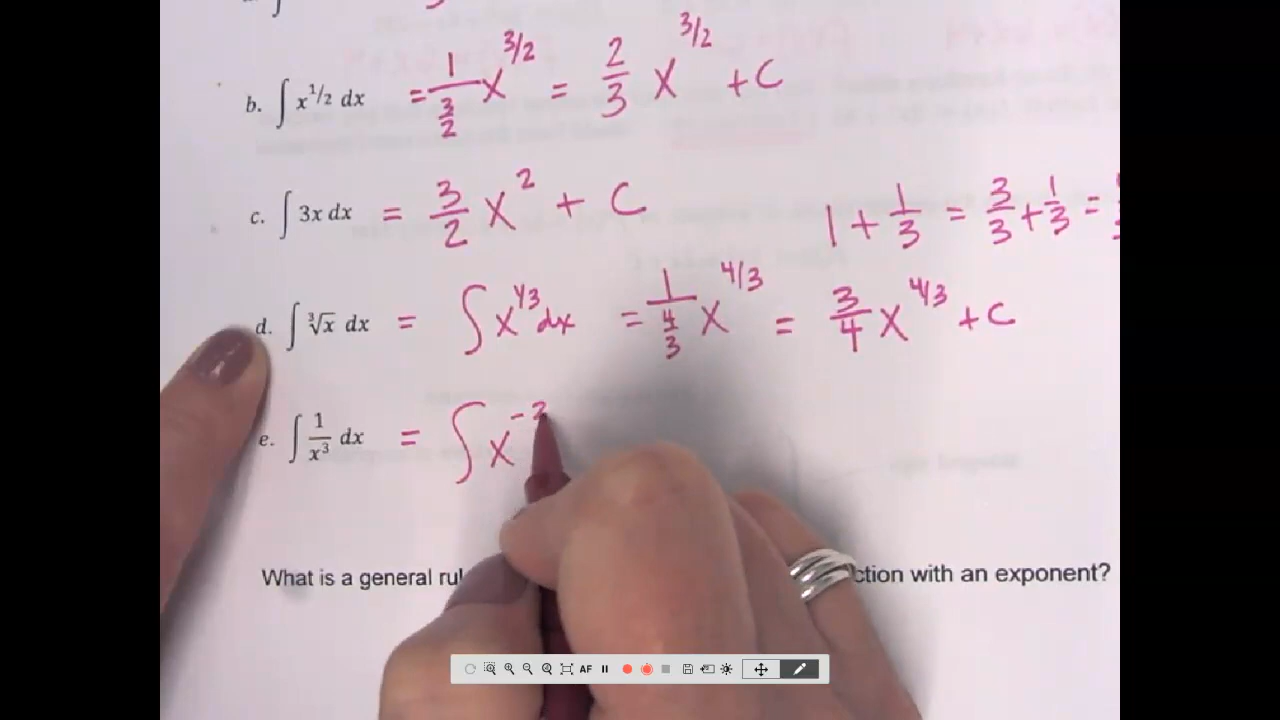 b. ∫ x^1/2 dx = 1/(3/2) x^3/2 = 2/3 x^3/2 + C
c. ∫ 3x dx = 3/2 x^2 + C
1 + 1/3 = 3/3 + 1/3 =
d. ∫ ∛x dx = ∫ x^1/3 dx = 1/(4/3) x^4/3 = 3/4 x^4/3 + C
e. ∫ 1/x^3 dx = ∫ x^-3
What is a general ction with an exponent?
AF